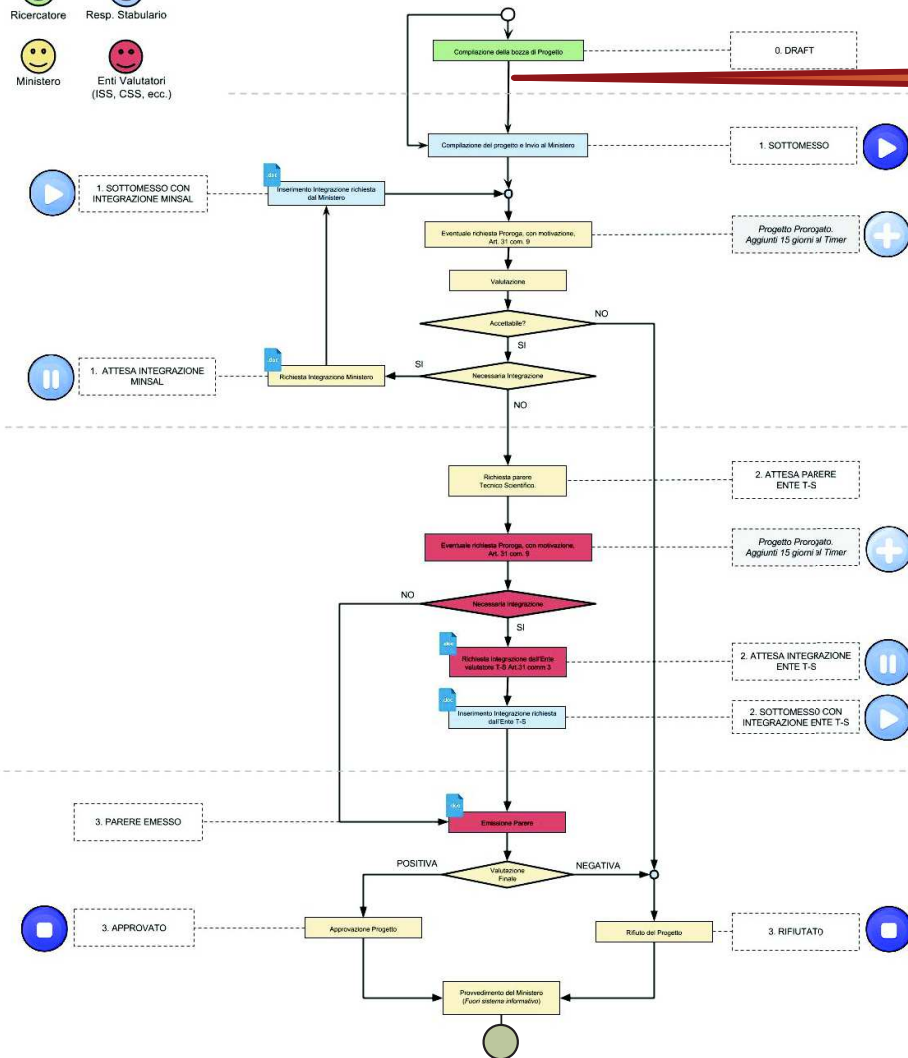 Ricercatore
Resp. Stabulario
Ministero
Enti Valutatori
(ISS, CSS, ecc.)
Compilazione della bozza di Progetto
0. DRAFT
Compilazione del progetto e Invio al Ministero
1. SOTTOMESSO
1. SOTTOMESSO CON
INTEGRAZIONE MINSAL
.doc
Inserimento Integrazione richiesta
dal Ministero
Eventuale richiesta Proroga, con motivazione,
Art. 31 com. 9
Progetto Prorogato.
Aggiunti 15 giorni al Timer
Valutazione
Accettabile?
NO
SI
1. ATTESA INTEGRAZIONE
MINSAL
.doc
Richiesta Integrazione Ministero
SI
Necessaria Integrazione
NO
Richiesta parere
Tecnico Scientifico.
2. ATTESA PARERE
ENTE T-S
Eventuale richiesta Proroga, con motivazione,
Art. 31 com. 9
Progetto Prorogato.
Aggiunti 15 giorni al Timer
NO
Necessaria Integrazione
SI
.doc
Richiesta Integrazione dall'Ente
valutatore T-S Art.31 comm 3
2. ATTESA INTEGRAZIONE
ENTE T-S
.doc
Inserimento Integrazione richiesta
dall'Ente T-S
2. SOTTOMESSO CON
INTEGRAZIONE ENTE T-S
3. PARERE EMESSO
.doc
Emissione Parere
POSITIVA
Valutazione
Finale
NEGATIVA
3. APPROVATO
Approvazione Progetto
Rifiuto del Progetto
3. RIFIUTATO
Provvedimento del Ministero
(Fuori sistema informativo)